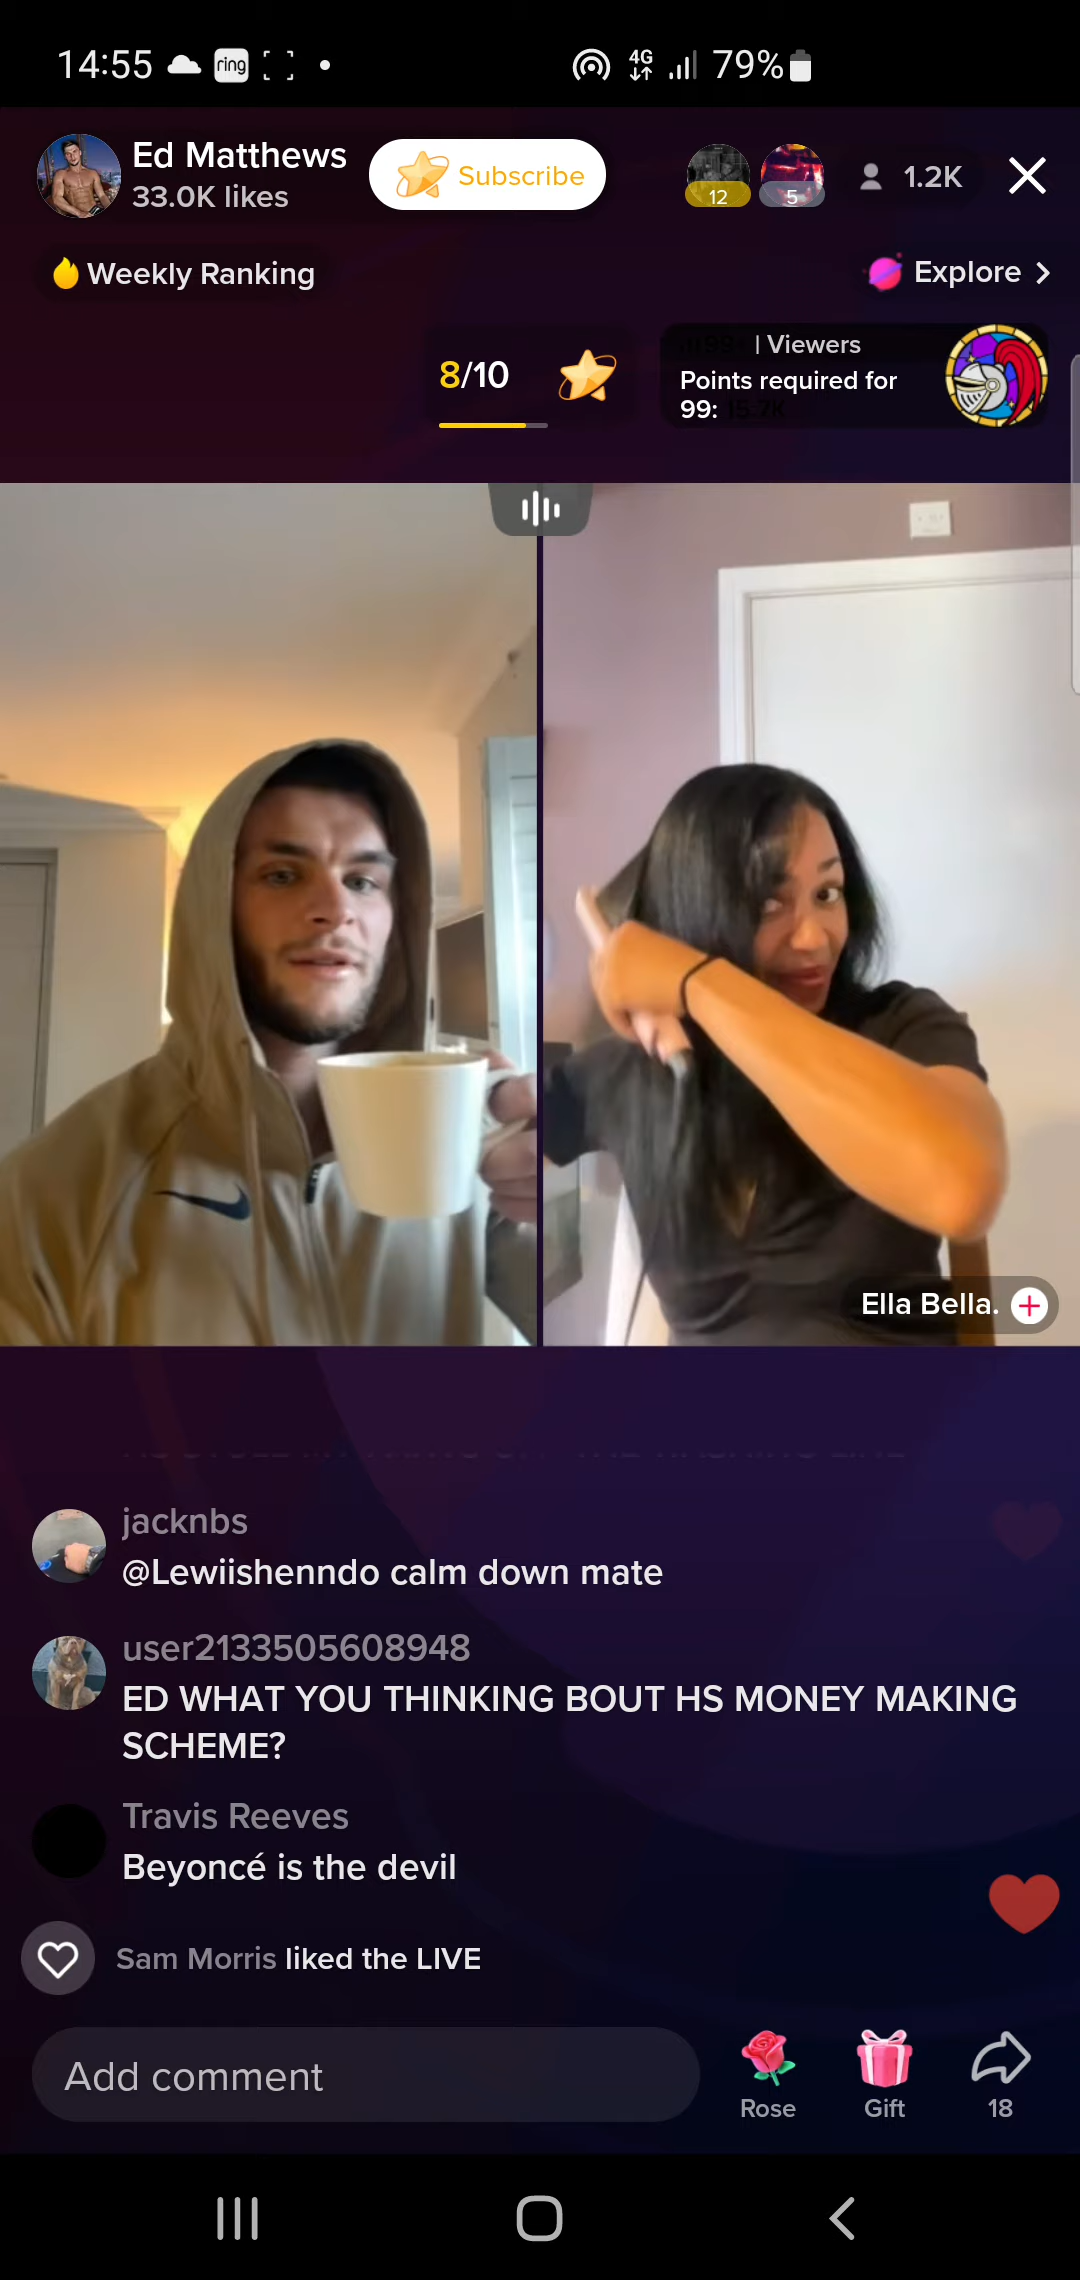 14:55
ring
4G
79%
Ed Matthews
33.0K likes
Subscribe
12
5
1.2K
Weekly Ranking
Explore
8/10
| Viewers
Points required for
99:
Ella Bella.
jacknbs
@Lewiishenndo calm down mate
user2133505608948
ED WHAT YOU THINKING BOUT HS MONEY MAKING
SCHEME?
Travis Reeves
Beyoncé is the devil
Sam Morris liked the LIVE
Add comment
Rose
Gift
18